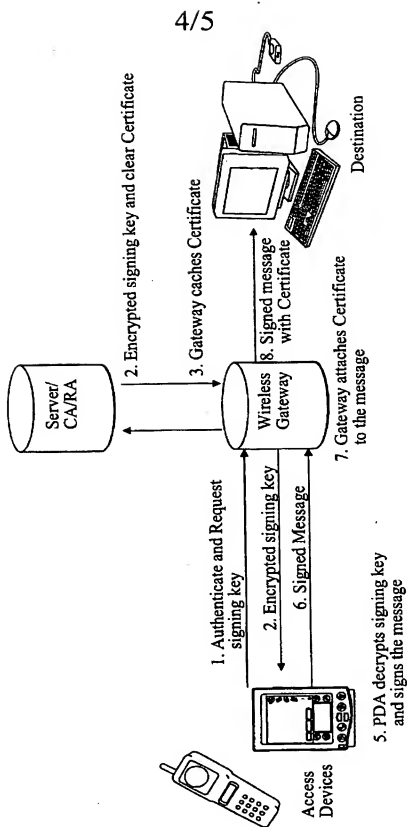 4/5
Server/
CA/RA
2. Encrypted signing key and clear Certificate
3. Gateway caches Certificate
1. Authenticate and Request
signing key
2. Encrypted signing key
6. Signed Message
Wireless
Gateway
8. Signed message
with Certificate
Destination
7. Gateway attaches Certificate
to the message
Access
Devices
5. PDA decrypts signing key
and signs the message